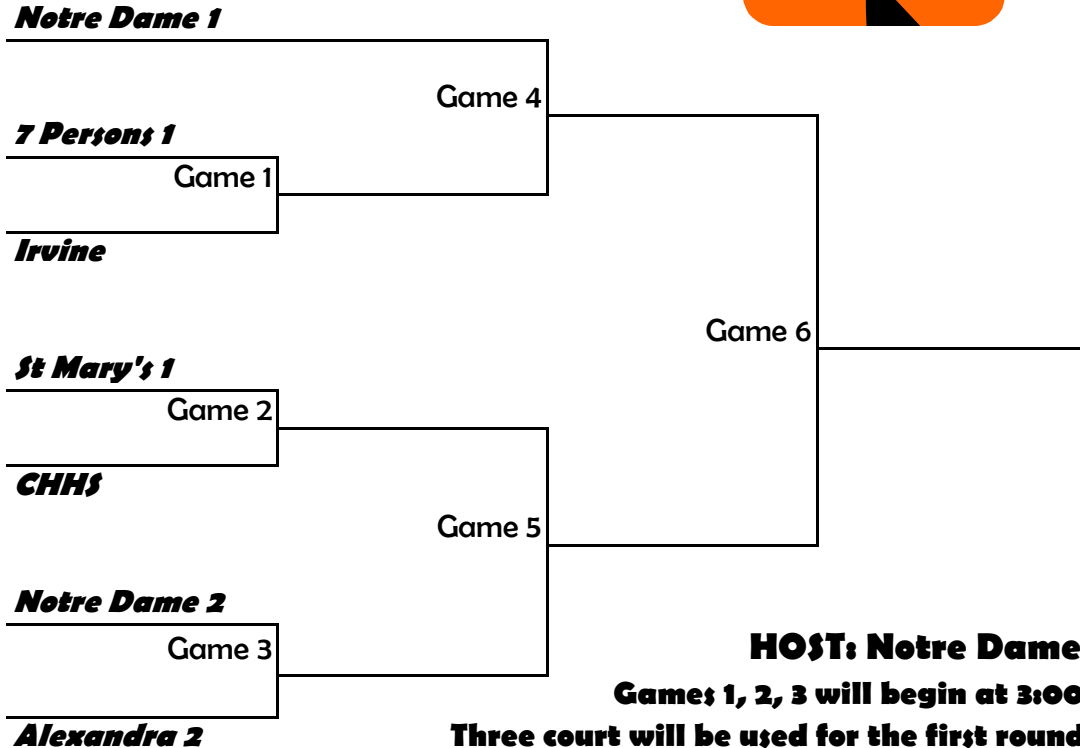 Notre Dame 1
Game 4
7 Persons 1
Game 1
Irvine
Game 6
St Mary's 1
Game 2
CHHS
Game 5
Notre Dame 2
Game 3
HOST: Notre Dame
Games 1, 2, 3 will begin at 3:00
Alexandra 2
Three court will be used for the first round